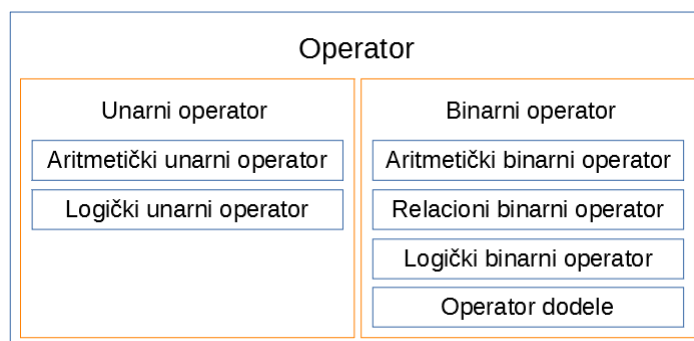 Operator
Unarni operator
Aritmetički unarni operator
Logički unarni operator
Binarni operator
Aritmetički binarni operator
Relacioni binarni operator
Logički binarni operator
Operator dodele